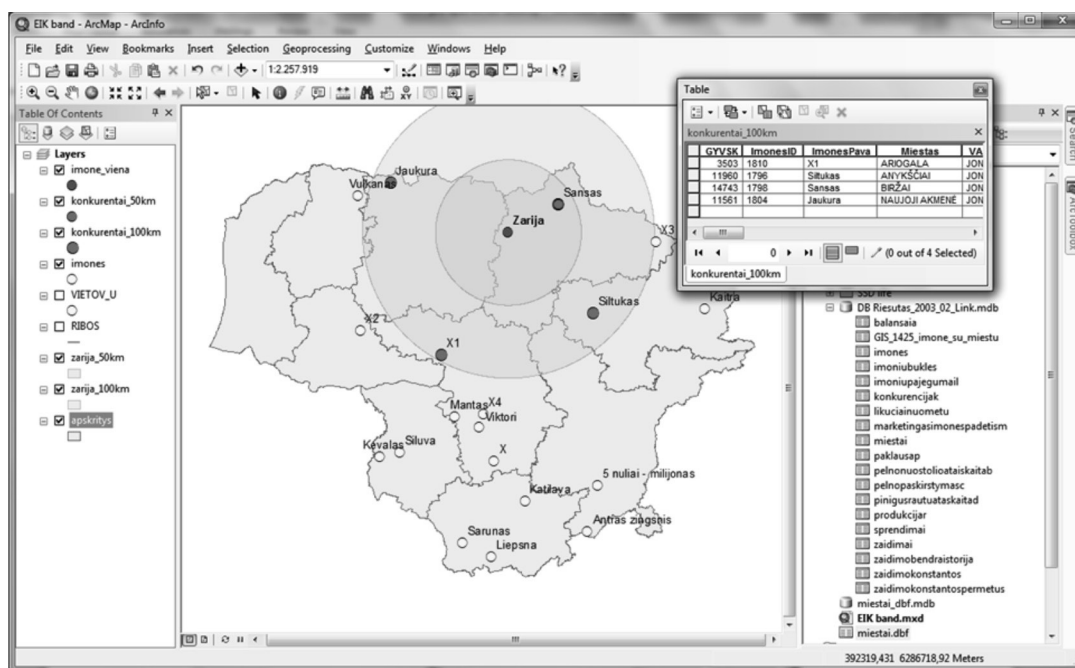 EIK band - ArcMap - ArcInfo
File Edit View Bookmarks Insert Selection Geoprocessing Customize Windows Help
1:2.257.919
Table Of Contents
Layers
imone_viena
konkurentai_50km
konkurentai_100km
imones
VIETOV_U
RIBOS
zarija_50km
zarija_100km
apskritys
Jaukura
Vulkanas
Sansas
Zarija
X3
Siltukas
Kaitria
X2
X1
X4
Mantas
Viktori
Kevalas
Siluva
X
5 nuliai - milijonas
Katilava
Antras zingsnis
Sarunas
Liepsna
Table
konkurentai_100km
GYVSK ImonesID ImonesPava Miestas VA
3503 1810 X1 ARIOGALA JON
11960 1796 Siltukas ANYKŠČIAI JON
14743 1798 Sansas BIRŽAI JON
11561 1804 Jaukura NAUJOJI AKMENĖ JON
0
(0 out of 4 Selected)
konkurentai_100km
Search
ArcToolbox
DB Riesutas_2003_02_Link.mdb
balansaia
GIS_1425_imone_su_miestu
imones
imoniubukles
imoniupajegumail
konkurencijak
likuciainuometu
marketingasimonespadetism
miestai
paklausap
pelnonuostolioataiskaitab
pelnopaskirstymasc
pinigusrautuataskaitad
produkcijar
sprendimai
zaidimai
zaidimobendraistorija
zaidimokonstantos
zaidimokonstantospermetus
miestai_dbf.mdb
EIK band.mxd
miestai.dbf
392319,431 6286718,92 Meters